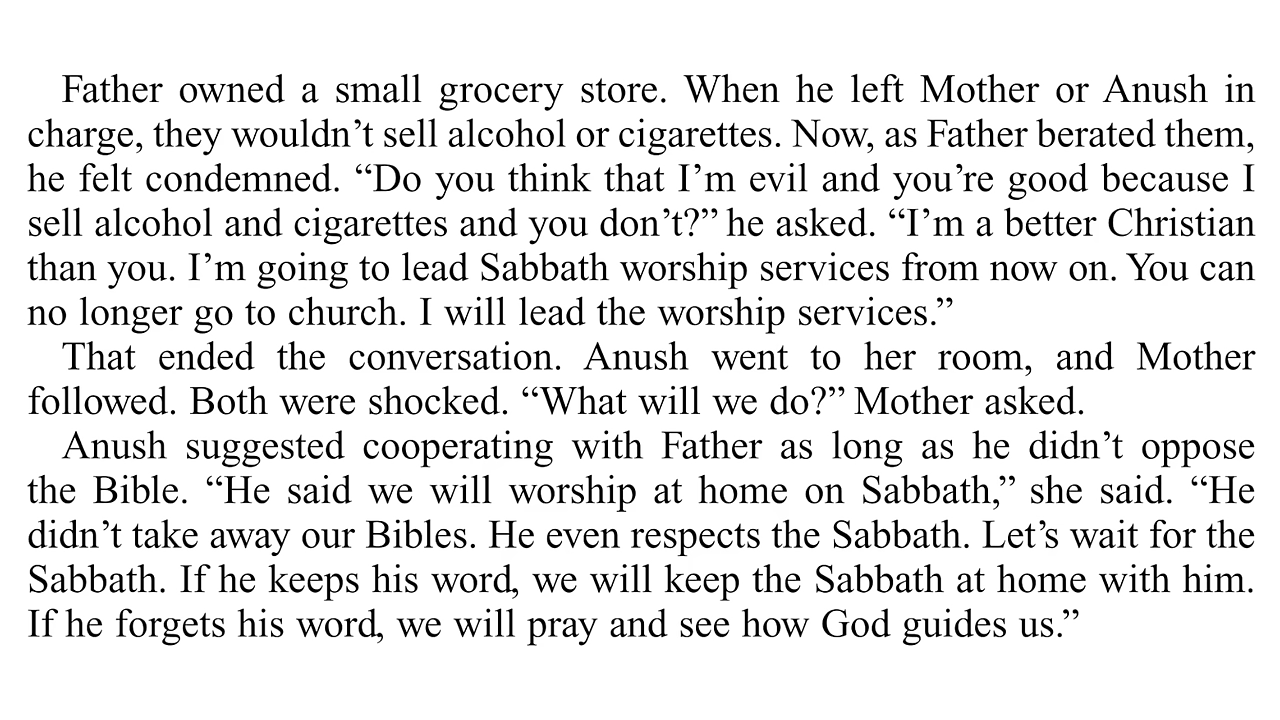 Father owned a small grocery store. When he left Mother or Anush in
charge, they wouldn’t sell alcohol or cigarettes. Now, as Father berated them,
he felt condemned. “Do you think that I’m evil and you’re good because I
sell alcohol and cigarettes and you don’t?” he asked. “I’m a better Christian
than you. I’m going to lead Sabbath worship services from now on. You can
no longer go to church. I will lead the worship services.”
That ended the conversation. Anush went to her room, and Mother
followed. Both were shocked. “What will we do?” Mother asked.
Anush suggested cooperating with Father as long as he didn’t oppose
the Bible. “He said we will worship at home on Sabbath,” she said. “He
didn’t take away our Bibles. He even respects the Sabbath. Let’s wait for the
Sabbath. If he keeps his word, we will keep the Sabbath at home with him.
If he forgets his word, we will pray and see how God guides us.”